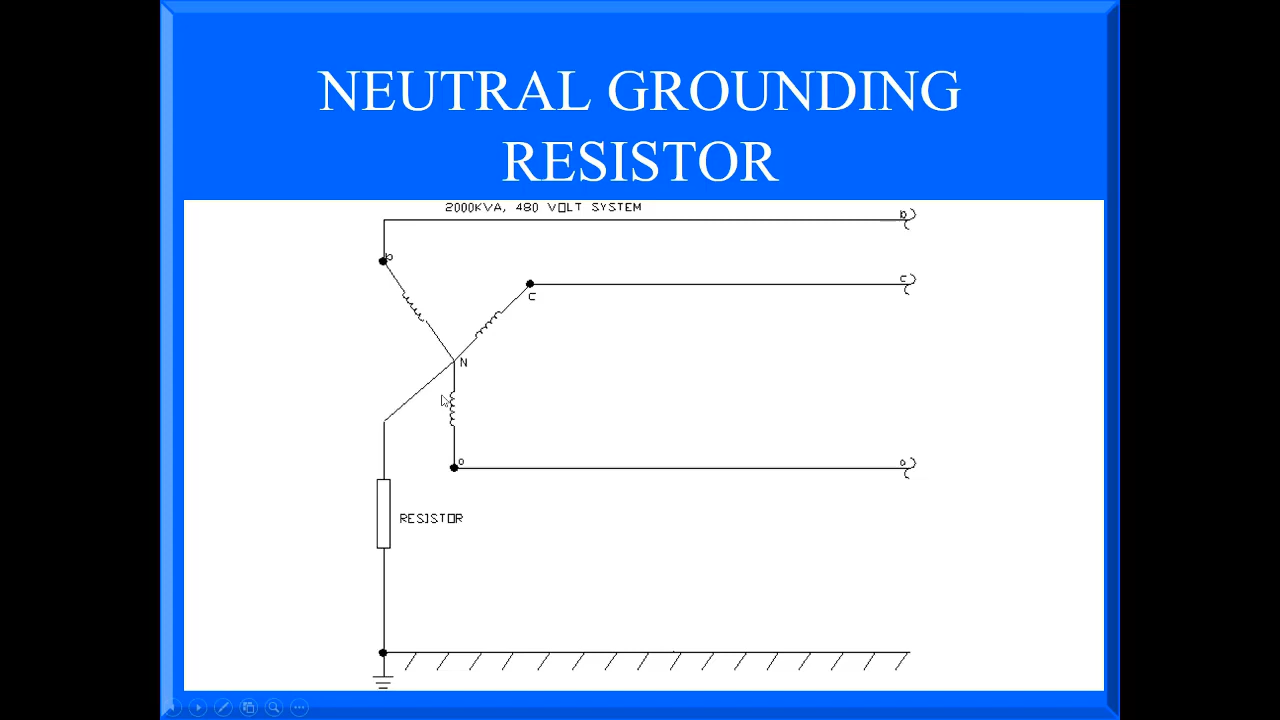 NEUTRAL GROUNDING
RESISTOR
2000KVA, 480 VOLT SYSTEM
b
b
c
c
N
a
a
RESISTOR